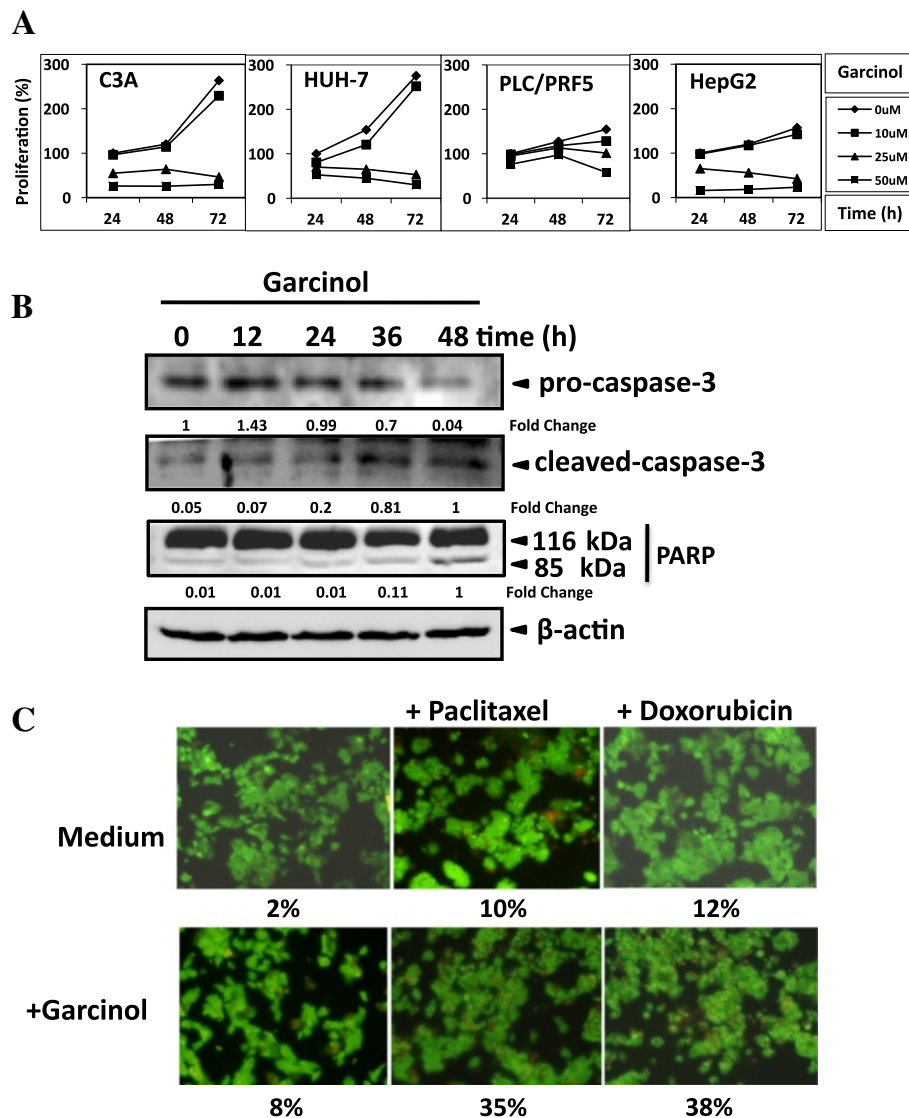 A
C3A
HUH-7
PLC/PRF5
HepG2
Proliferation (%)
300
200
100
0
24 48 72
300
200
100
0
24 48 72
300
200
100
0
24 48 72
300
200
100
0
24 48 72
Garcinol
0uM
10uM
25uM
50uM
Time (h)
B
Garcinol
0 12 24 36 48 time (h)
pro-caspase-3
1 1.43 0.99 0.7 0.04 Fold Change
cleaved-caspase-3
0.05 0.07 0.2 0.81 1 Fold Change
116 kDa
85 kDa
PARP
0.01 0.01 0.01 0.11 1 Fold Change
β-actin
C
+ Paclitaxel + Doxorubicin
Medium
2% 10% 12%
+Garcinol
8% 35% 38%